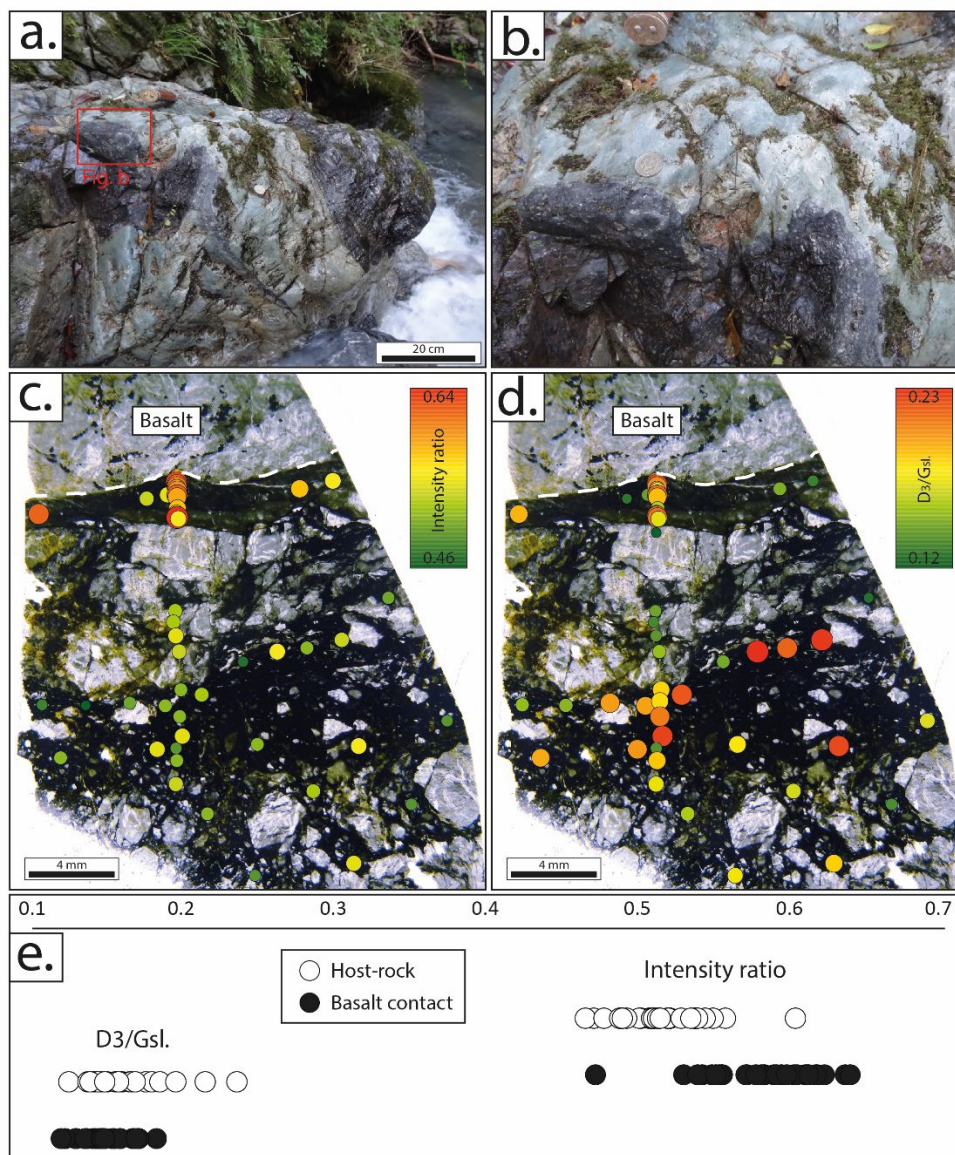 a.
Fig. b
20 cm
b.
c.
Basalt
0.64
Intensity ratio
0.46
4 mm
d.
Basalt
0.23
D3/Gsl.
0.12
4 mm
0.1 0.2 0.3 0.4 0.5 0.6 0.7
e.
Host-rock
Basalt contact
Intensity ratio
D3/Gsl.